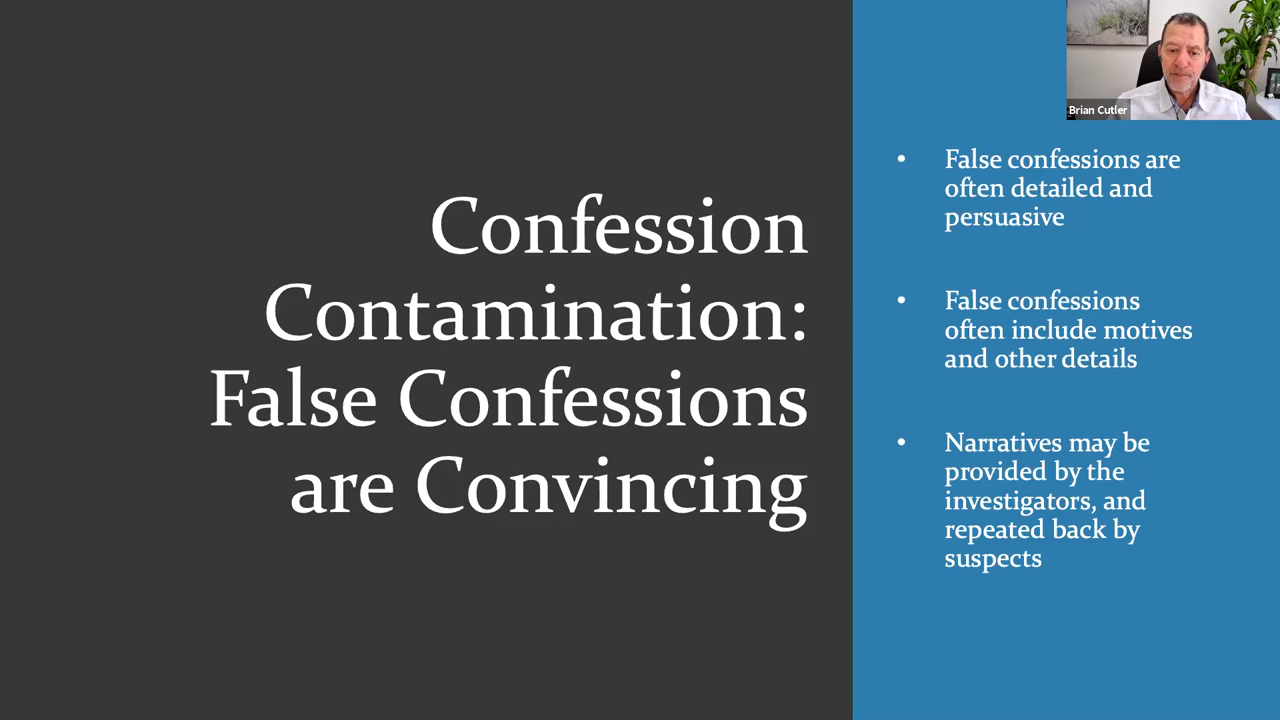 Confession
Contamination:
False Confessions
are Convincing
Brian Cutler
• False confessions are
often detailed and
persuasive
• False confessions
often include motives
and other details
• Narratives may be
provided by the
investigators, and
repeated back by
suspects